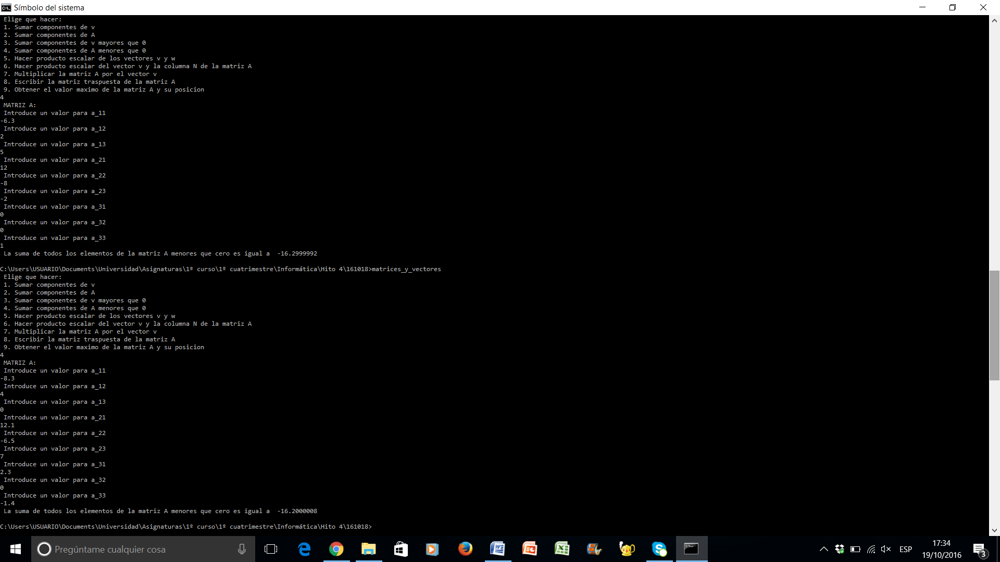 Símbolo del sistema
Elige que hacer:
1. Sumar componentes de v
2. Sumar componentes de A
3. Sumar componentes de v mayores que 0
4. Sumar componentes de A menores que 0
5. Hacer producto escalar de los vectores v y w
6. Hacer producto escalar del vector v y la columna N de la matriz A
7. Multiplicar la matriz A por el vector v
8. Escribir la matriz traspuesta de la matriz A
9. Obtener el valor maximo de la matriz A y su posicion
4
MATRIZ A:
Introduce un valor para a_11
-6.3
Introduce un valor para a_12
2
Introduce un valor para a_13
5
Introduce un valor para a_21
12
Introduce un valor para a_22
-8
Introduce un valor para a_23
-2
Introduce un valor para a_31
0
Introduce un valor para a_32
0
Introduce un valor para a_33
1
La suma de todos los elementos de la matriz A menores que cero es igual a  -16.2999992
C:\Users\USUARIO\Documents\Universidad\Asignaturas\1º curso\1º cuatrimestre\Informática\Hito 4\161018>matrices_y_vectores
Elige que hacer:
1. Sumar componentes de v
2. Sumar componentes de A
3. Sumar componentes de v mayores que 0
4. Sumar componentes de A menores que 0
5. Hacer producto escalar de los vectores v y w
6. Hacer producto escalar del vector v y la columna N de la matriz A
7. Multiplicar la matriz A por el vector v
8. Escribir la matriz traspuesta de la matriz A
9. Obtener el valor maximo de la matriz A y su posicion
4
MATRIZ A:
Introduce un valor para a_11
-8.3
Introduce un valor para a_12
4
Introduce un valor para a_13
0
Introduce un valor para a_21
12.1
Introduce un valor para a_22
-6.5
Introduce un valor para a_23
7
Introduce un valor para a_31
2.3
Introduce un valor para a_32
0
Introduce un valor para a_33
-1.4
La suma de todos los elementos de la matriz A menores que cero es igual a  -16.2000008
C:\Users\USUARIO\Documents\Universidad\Asignaturas\1º curso\1º cuatrimestre\Informática\Hito 4\161018>
Pregúntame cualquier cosa
ESP
17:34
19/10/2016
3